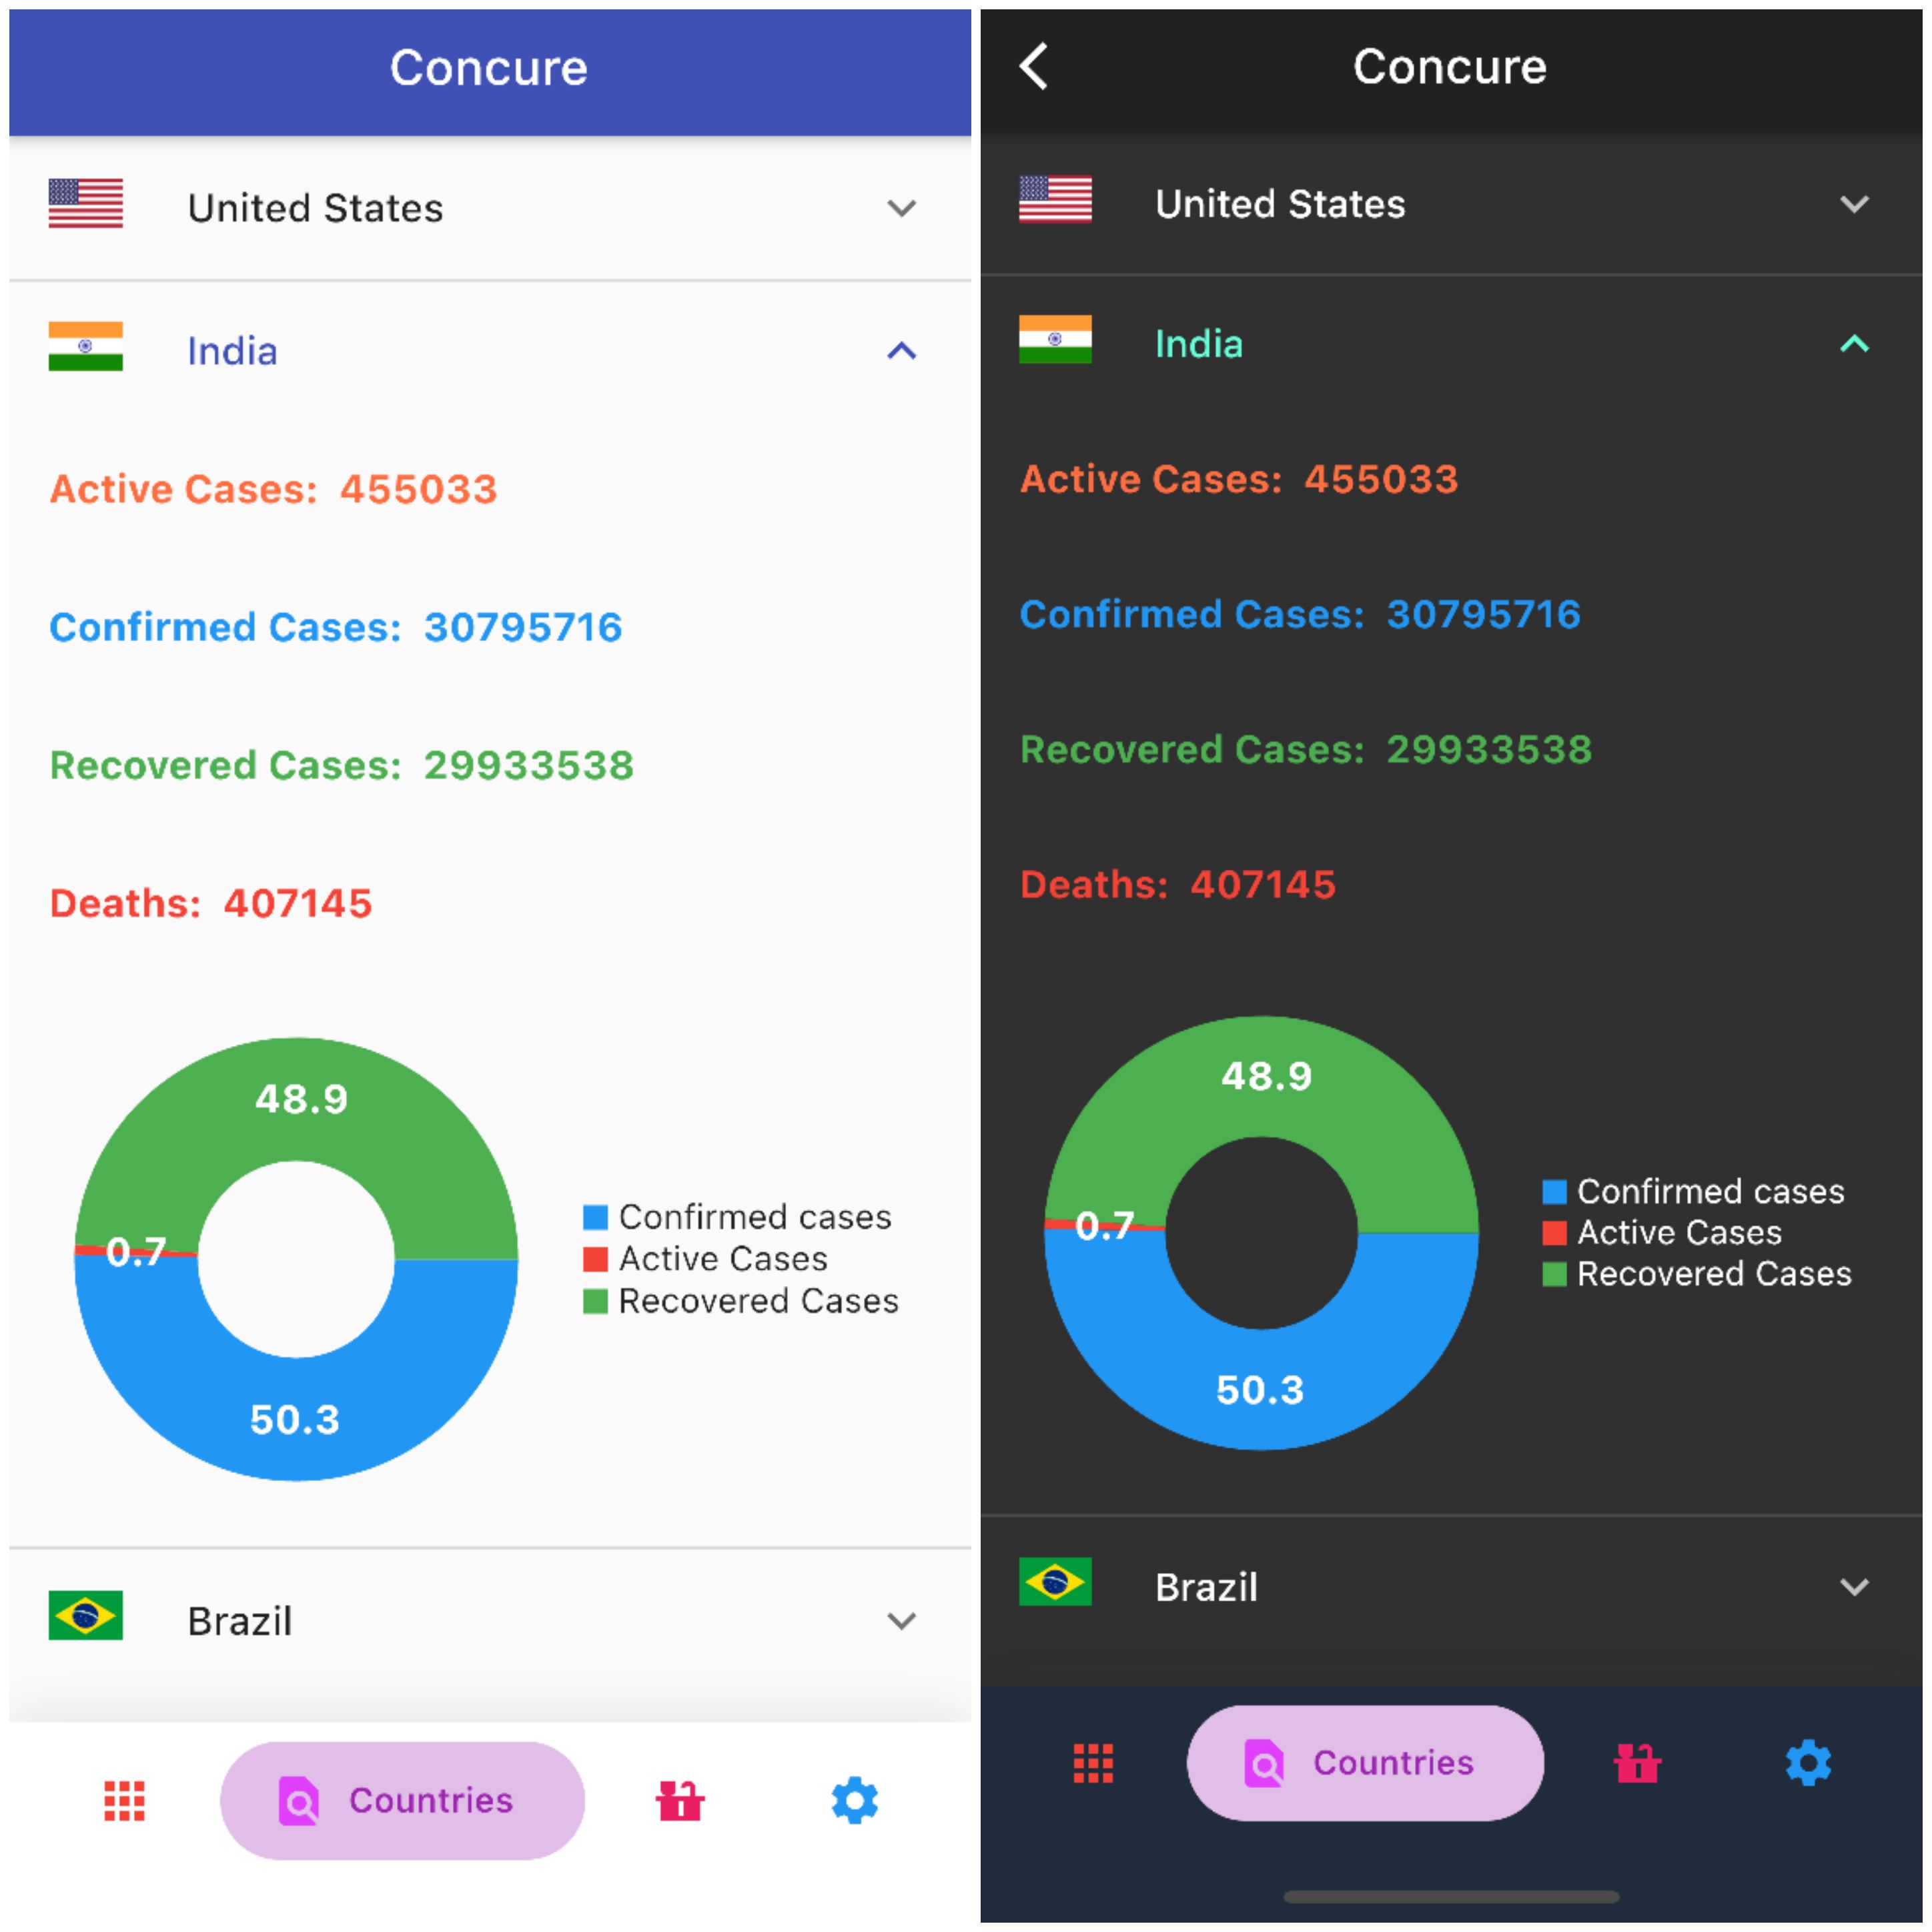 Concure
United States
India
Active Cases: 455033
Confirmed Cases: 30795716
Recovered Cases: 29933538
Deaths: 407145
48.9
0.7
50.3
Confirmed cases
Active Cases
Recovered Cases
Brazil
Countries
Concure
United States
India
Active Cases: 455033
Confirmed Cases: 30795716
Recovered Cases: 29933538
Deaths: 407145
48.9
0.7
50.3
Confirmed cases
Active Cases
Recovered Cases
Brazil
Countries